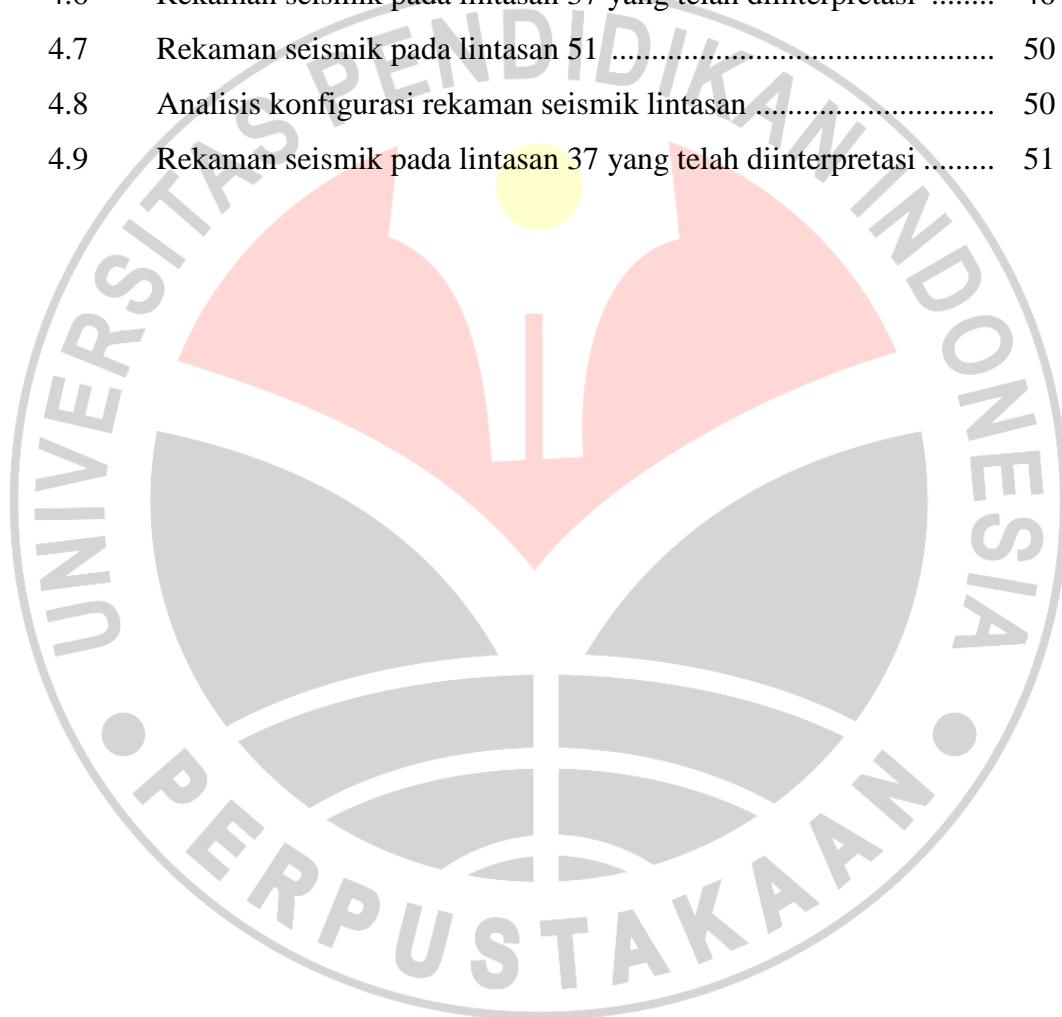 4.7 Rekaman seismik pada lintasan 51 ................................................ 50
4.8 Analisis konfigurasi rekaman seismik lintasan .............................. 50
4.9 Rekaman seismik pada lintasan 37 yang telah diinterpretasi ......... 51
UNIVERSITAS PENDIDIKAN INDONESIA
PERPUSTAKAAN